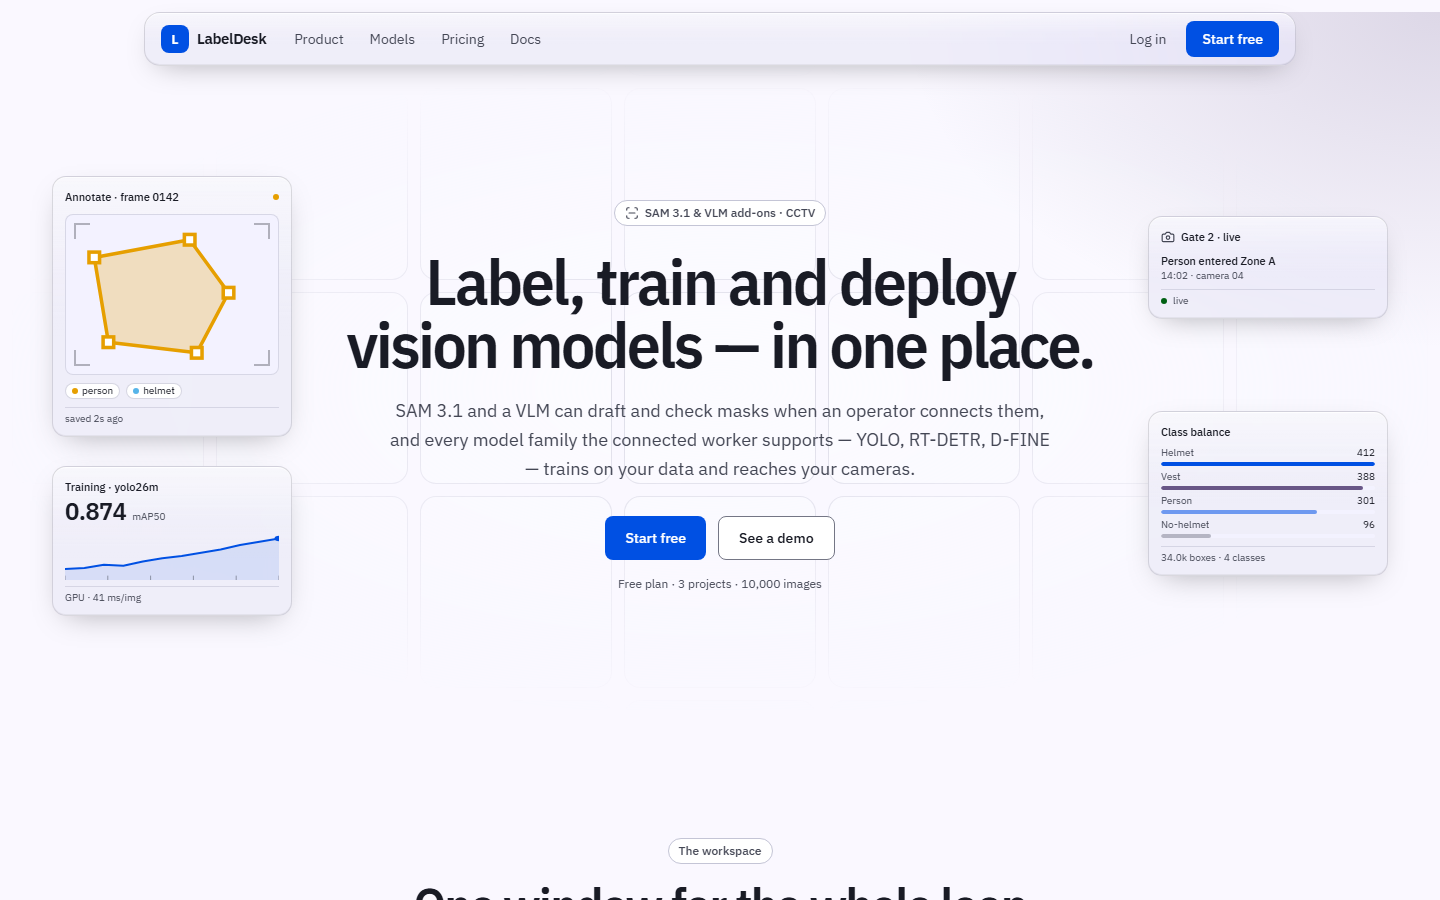 L LabelDesk Product Models Pricing Docs Log in Start free
Annotate · frame 0142
person helmet
saved 2s ago
Training · yolo26m
0.874 mAP50
GPU · 41 ms/img
SAM 3.1 & VLM add-ons · CCTV
Label, train and deploy
vision models — in one place.
SAM 3.1 and a VLM can draft and check masks when an operator connects them,
and every model family the connected worker supports — YOLO, RT-DETR, D-FINE
— trains on your data and reaches your cameras.
Start free See a demo
Free plan · 3 projects · 10,000 images
Gate 2 · live
Person entered Zone A
14:02 · camera 04
live
Class balance
Helmet 412
Vest 388
Person 301
No-helmet 96
34.0k boxes · 4 classes
The workspace
One window for the whole loop